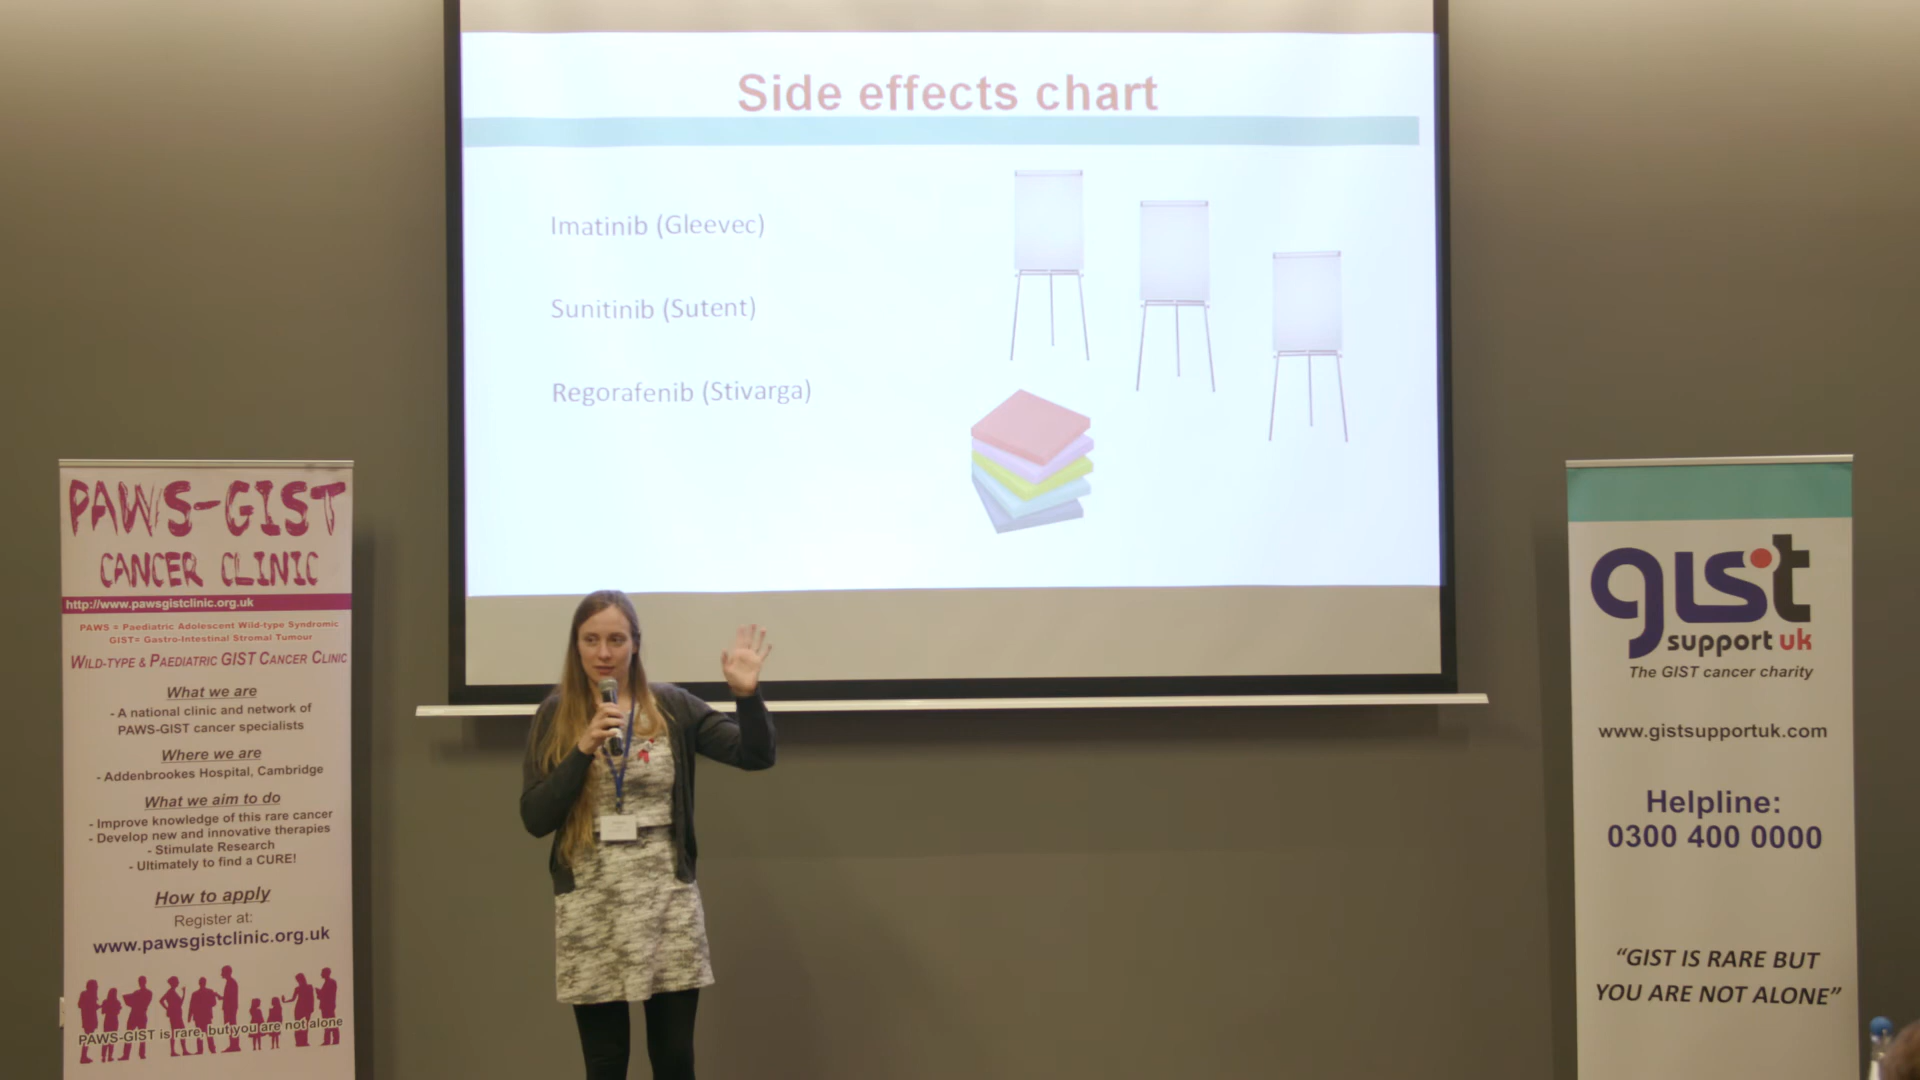 Side effects chart
Imatinib (Gleevec)
Sunitinib (Sutent)
Regorafenib (Stivarga)
PAWS-GIST
CANCER CLINIC
http://www.pawsgistclinic.org.uk
PAWS = Paediatric Adolescent Wild-type Syndromic
GIST= Gastro-Intestinal Stromal Tumour
WILD-TYPE & PAEDIATRIC GIST CANCER CLINIC
What we are
- A national clinic and network of
PAWS-GIST cancer specialists
Where we are
- Addenbrookes Hospital, Cambridge
What we aim to do
- Improve knowledge of this rare cancer
- Develop new and innovative therapies
- Stimulate Research
- Ultimately to find a CURE!
How to apply
Register at:
www.pawsgistclinic.org.uk
PAWS-GIST is rare, but you are not alone
gist
support uk
The GIST cancer charity
www.gistsupportuk.com
Helpline:
0300 400 0000
“GIST IS RARE BUT
YOU ARE NOT ALONE”